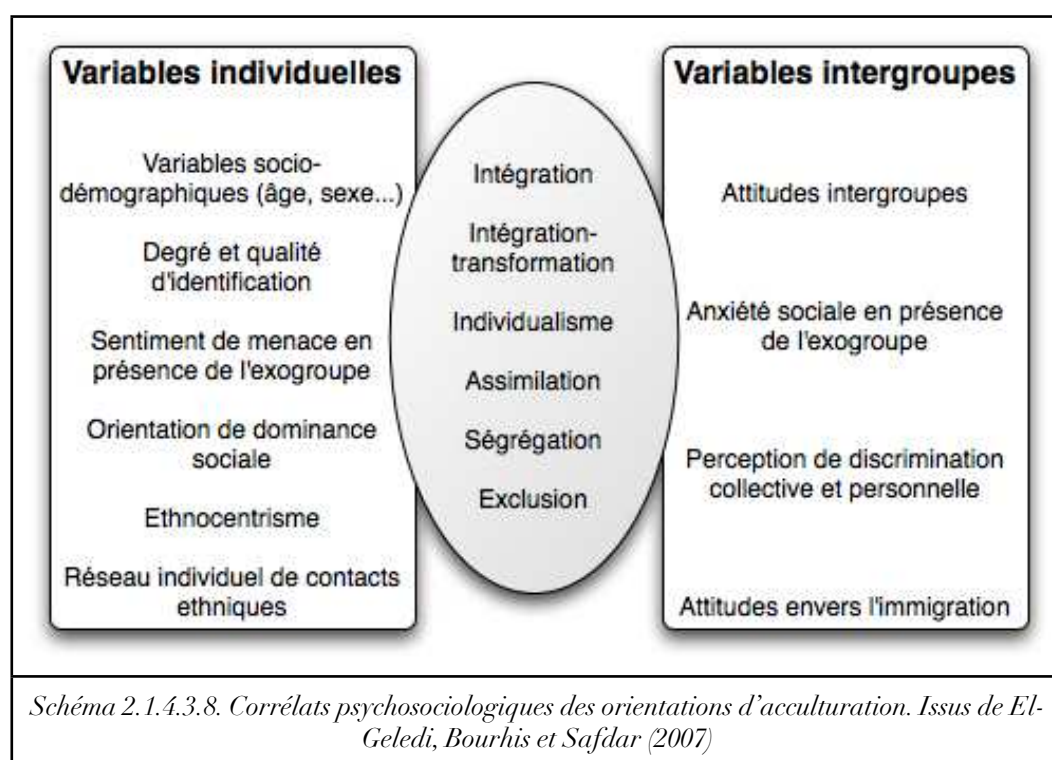 Variables individuelles
Variables socio-
démographiques (âge, sexe...)
Degré et qualité
d'identification
Sentiment de menace en
présence de l'exogroupe
Orientation de dominance
sociale
Ethnocentrisme
Réseau individuel de contacts
ethniques
Intégration
Intégration-
transformation
Individualisme
Assimilation
Ségrégation
Exclusion
Variables intergroupes
Attitudes intergroupes
Anxiété sociale en présence
de l'exogroupe
Perception de discrimination
collective et personnelle
Attitudes envers l'immigration
Schéma 2.1.4.3.8. Corrélats psychosociologiques des orientations d'acculturation. Issus de El-
Geledi, Bourhis et Safdar (2007)